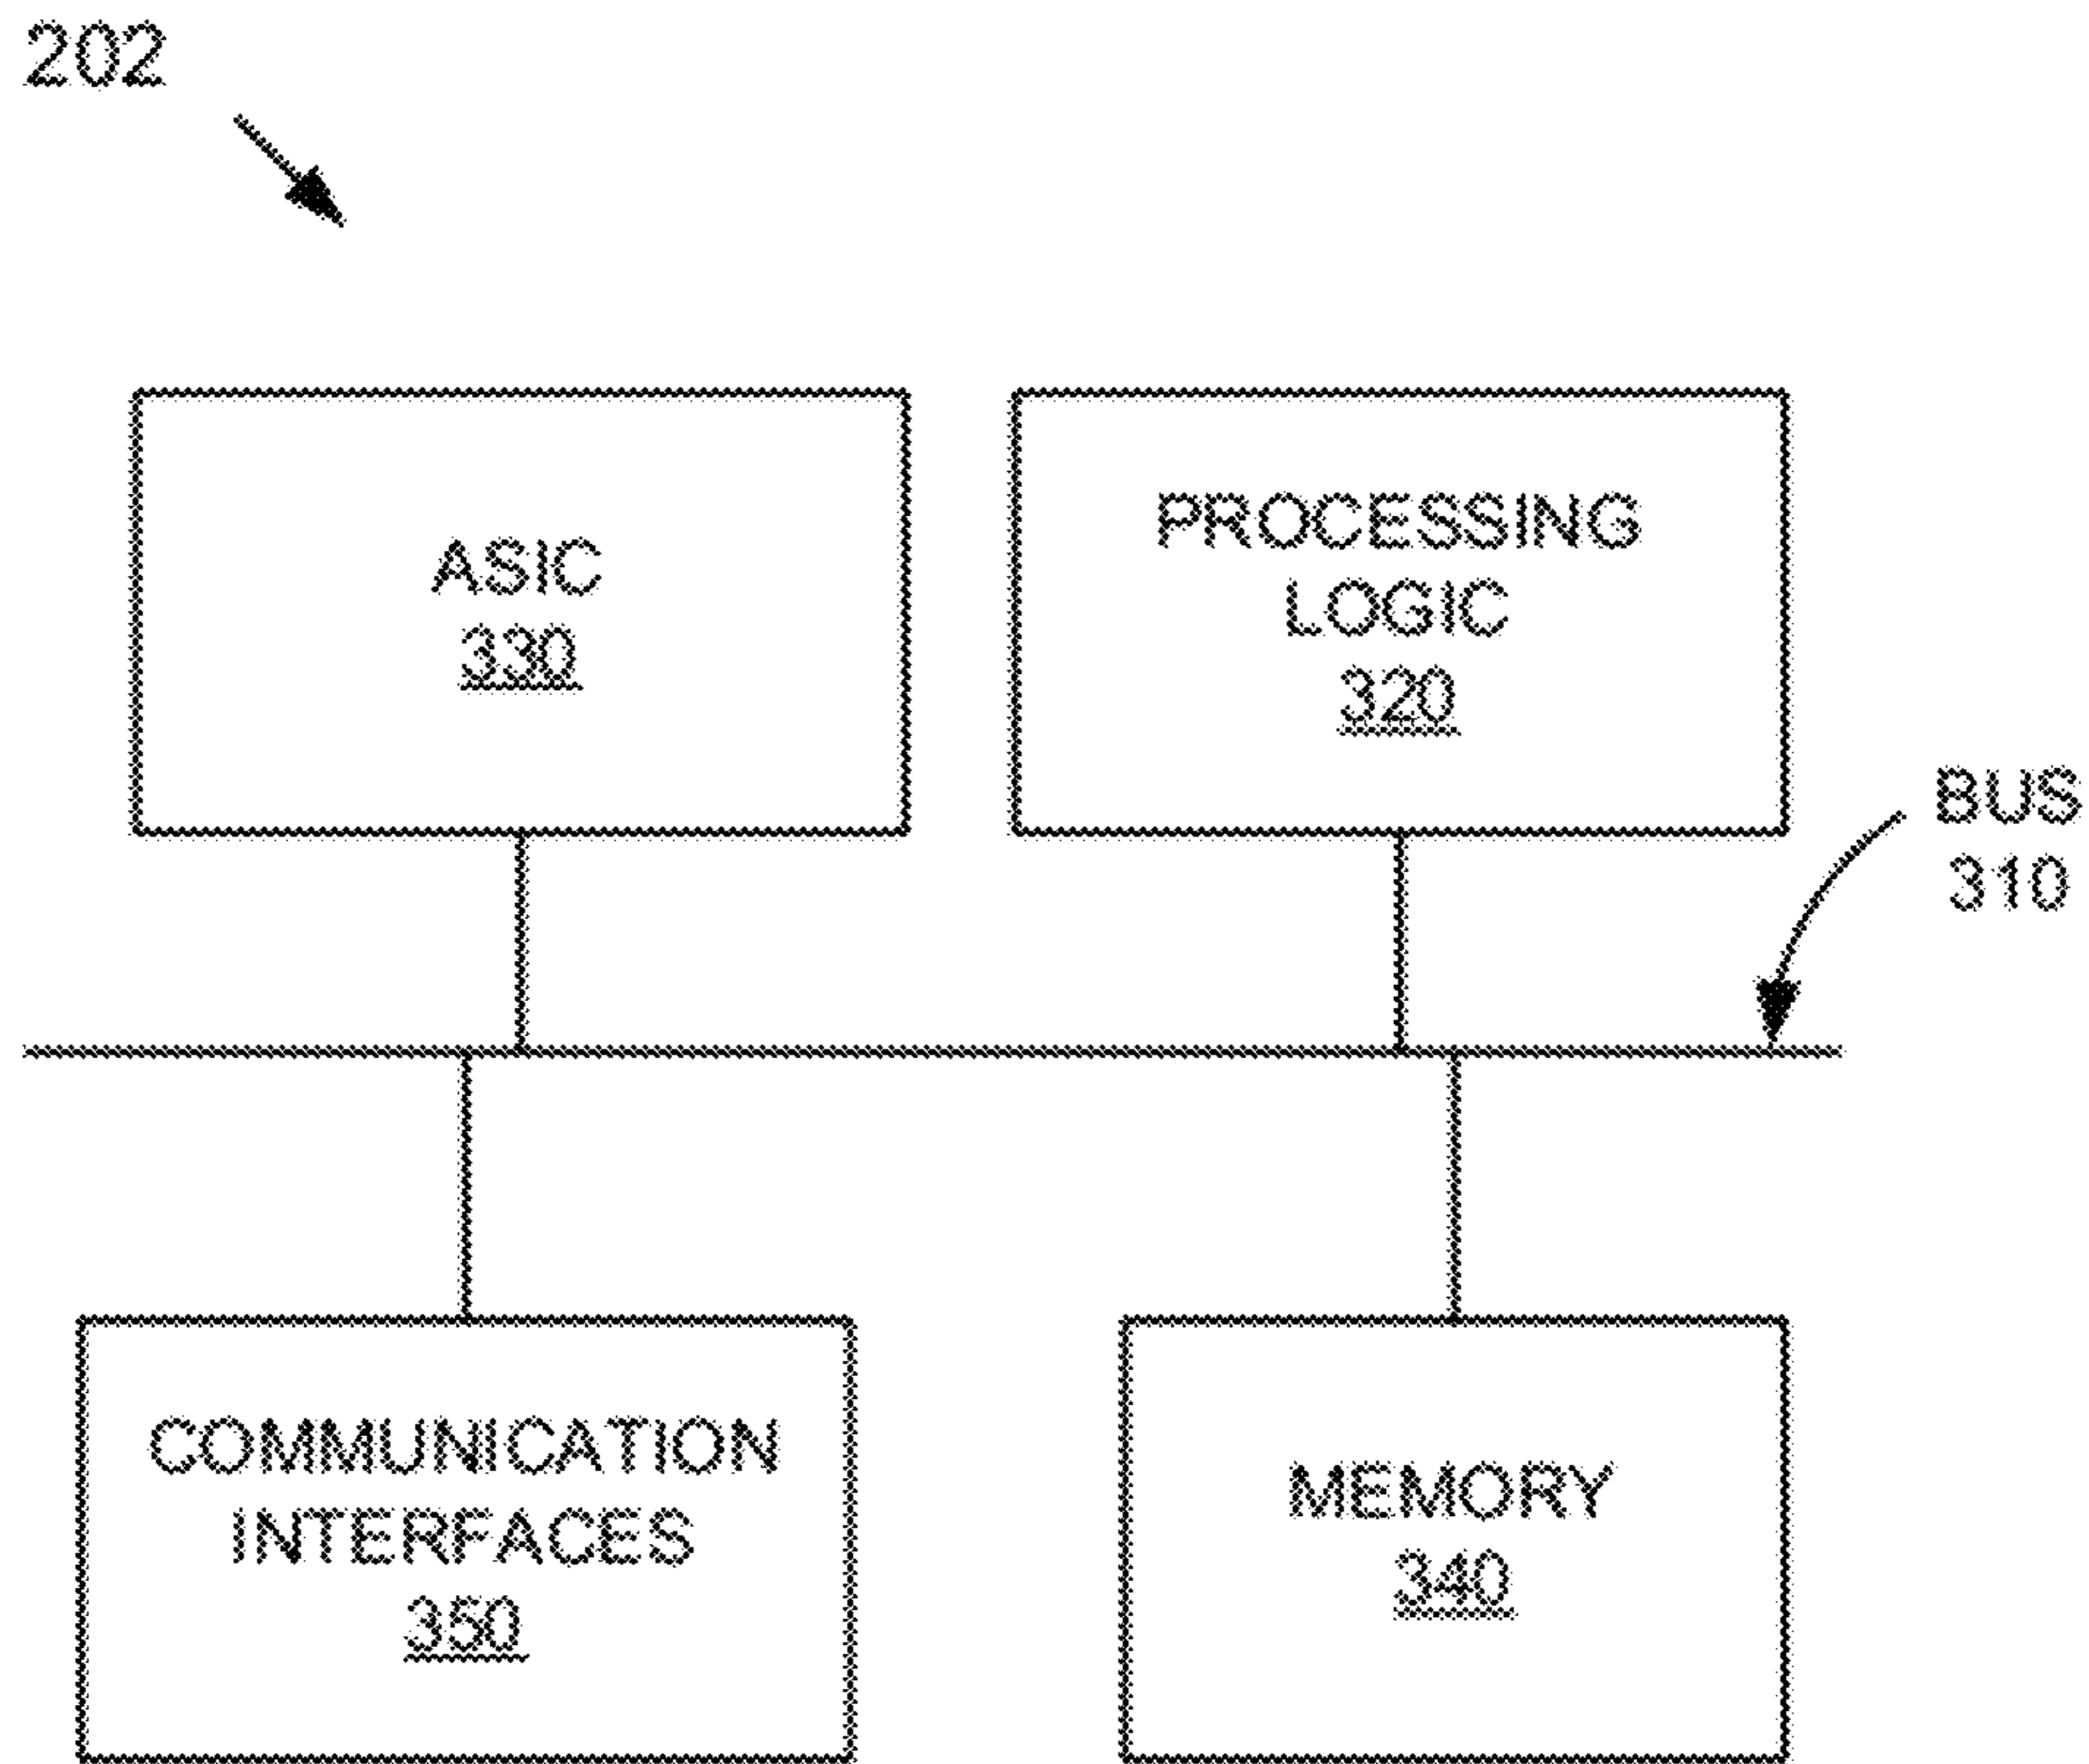 202
ASIC
330
PROCESSING
LOGIC
320
BUS
310
COMMUNICATION
INTERFACES
350
MEMORY
340